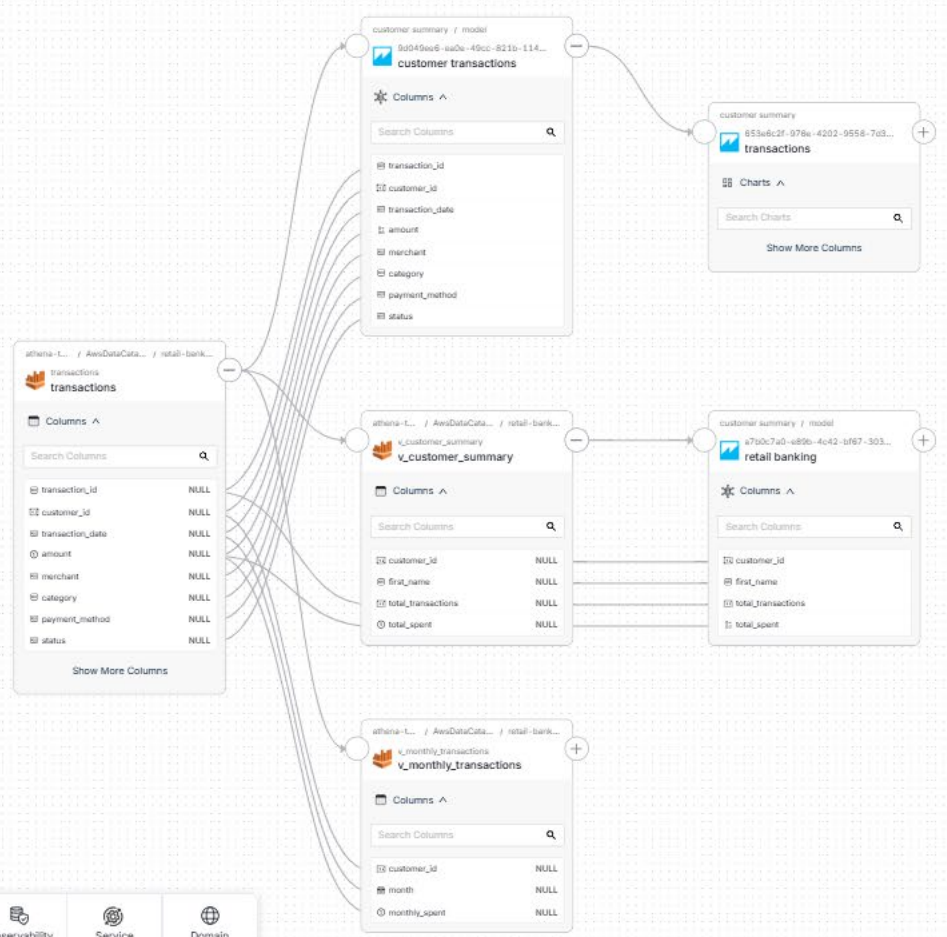 customer summary / model
9d049ee6-ea0e-49cc-821b-114...
customer transactions
Columns
Search Columns
transaction_id
customer_id
transaction_date
amount
merchant
category
payment_method
status
customer summary
653e6c2f-976e-4202-9558-7d3...
transactions
Charts
Search Charts
Show More Columns
athena-t... / AwsDataCata... / retail-bank...
transactions
transactions
Columns
Search Columns
transaction_id NULL
customer_id NULL
transaction_date NULL
amount NULL
merchant NULL
category NULL
payment_method NULL
status NULL
Show More Columns
athena-t... / AwsDataCata... / retail-bank...
v_customer_summary
v_customer_summary
Columns
Search Columns
customer_id NULL
first_name NULL
total_transactions NULL
total_spent NULL
customer summary / model
a7b0c7a0-e89b-4c42-bf67-303...
retail banking
Columns
Search Columns
customer_id
first_name
total_transactions
total_spent
athena-t... / AwsDataCata... / retail-bank...
v_monthly_transactions
v_monthly_transactions
Columns
Search Columns
customer_id NULL
month NULL
monthly_spent NULL
servability
Service
Domain